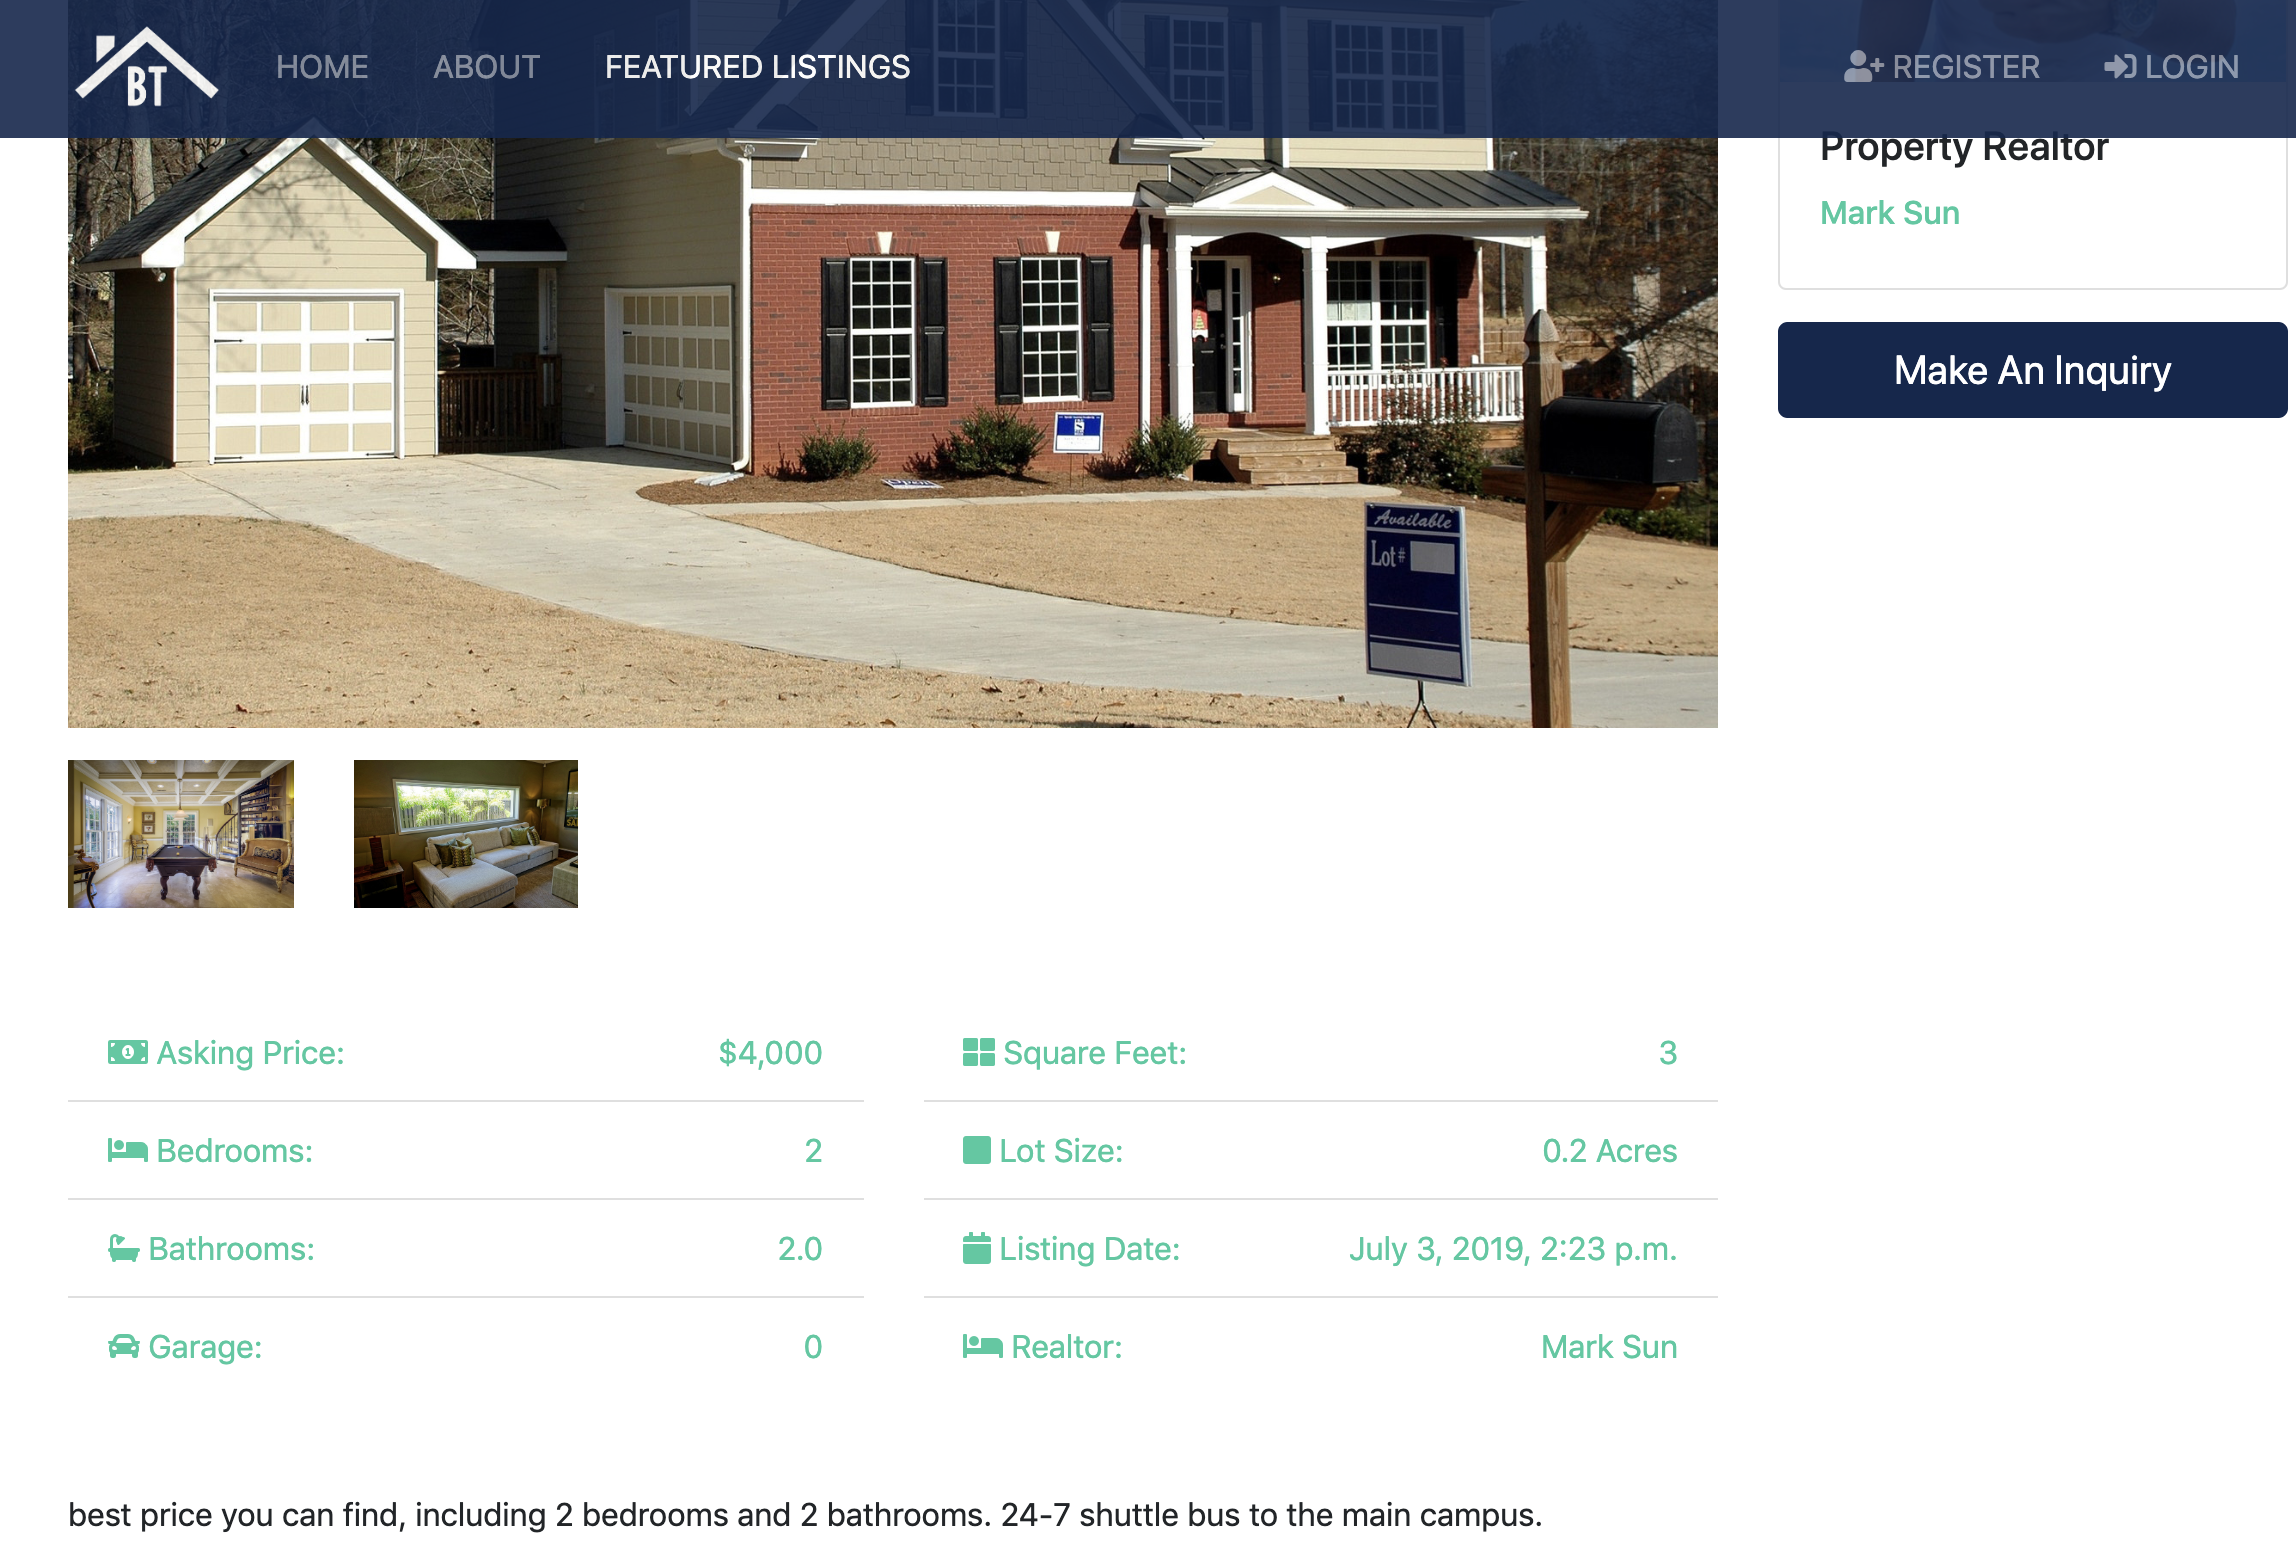 BT
HOME
ABOUT
FEATURED LISTINGS
REGISTER
LOGIN
Property Realtor
Mark Sun
Make An Inquiry
Available
Lot#
Asking Price: $4,000
Square Feet: 3
Bedrooms: 2
Lot Size: 0.2 Acres
Bathrooms: 2.0
Listing Date: July 3, 2019, 2:23 p.m.
Garage: 0
Realtor: Mark Sun
best price you can find, including 2 bedrooms and 2 bathrooms. 24-7 shuttle bus to the main campus.